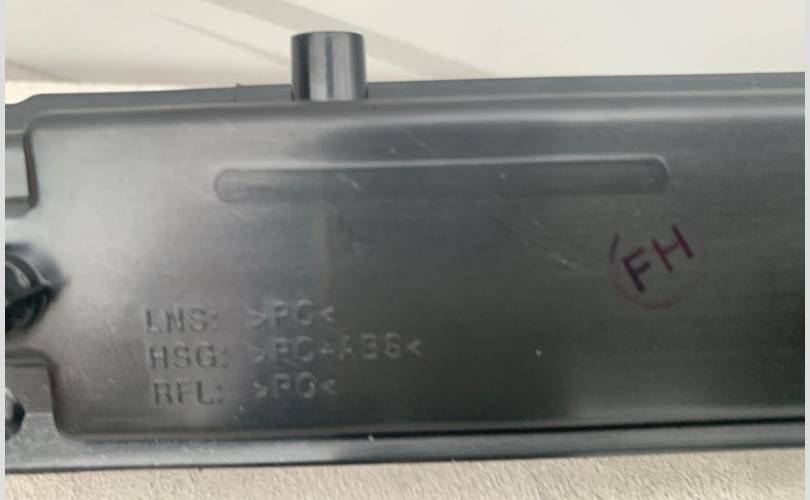 FH
LNS: >PC<
HSG: >PC+ABS<
RFL: >PC<